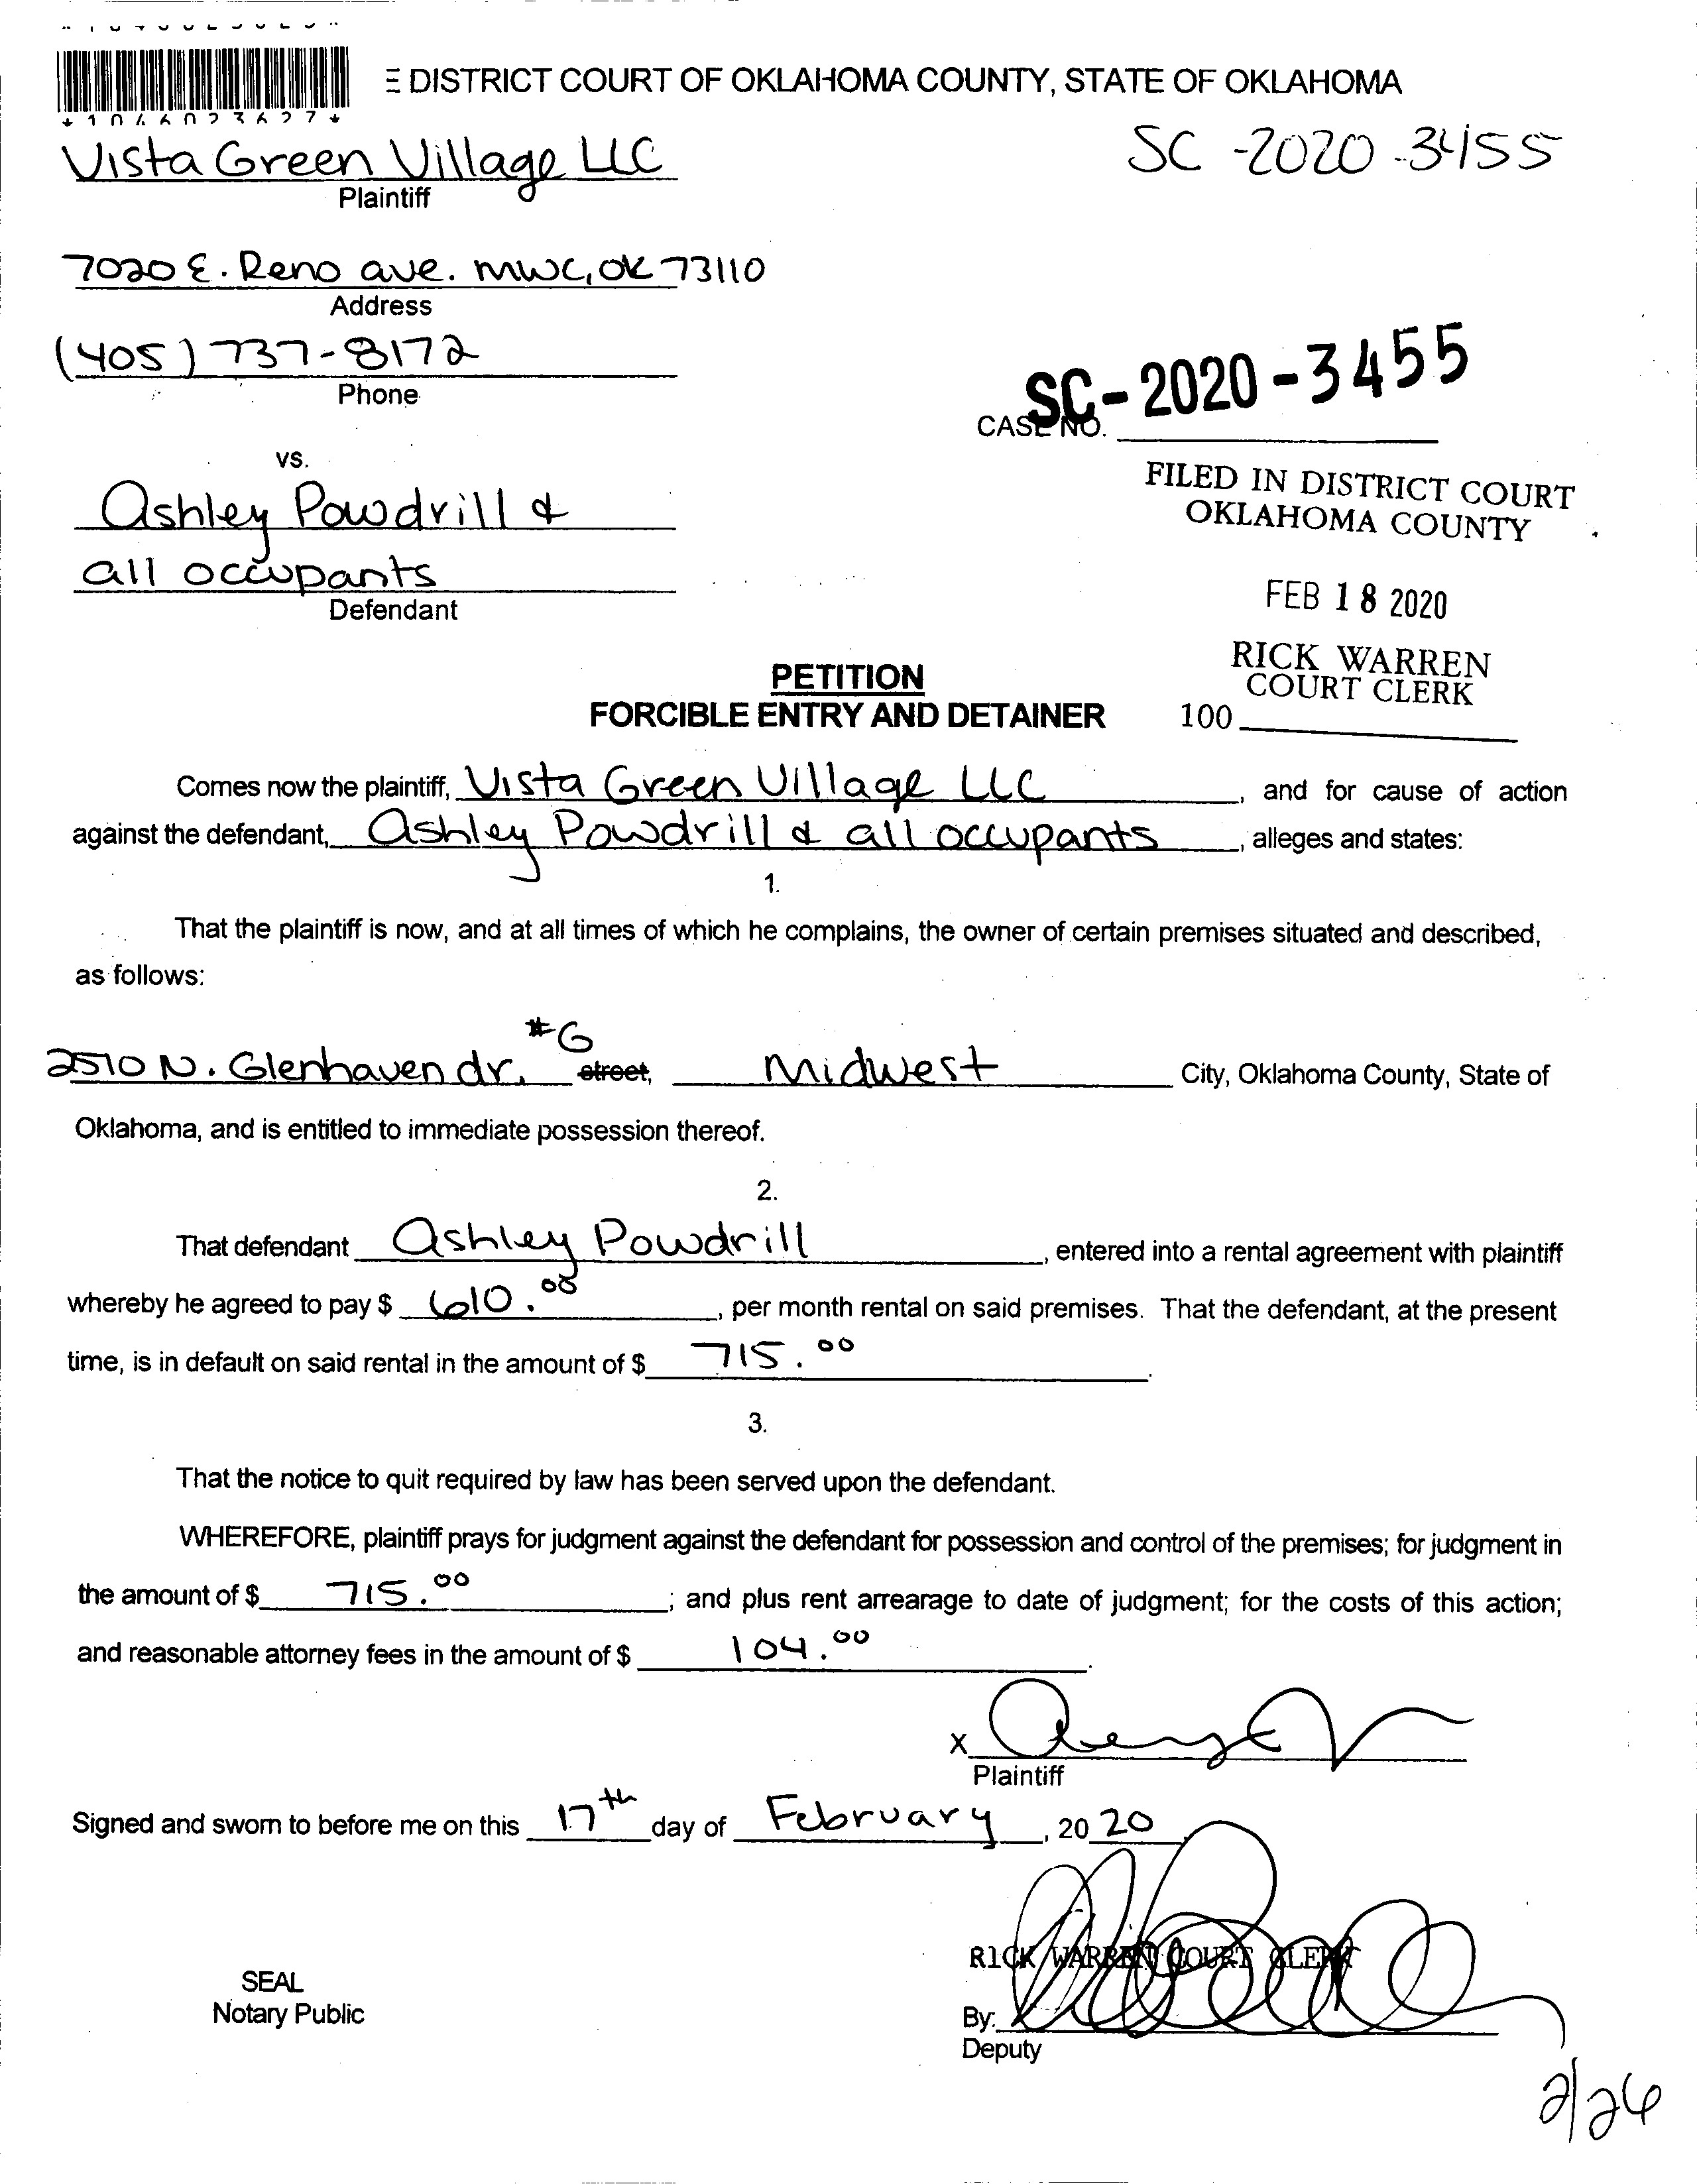 DISTRICT COURT OF OKLAHOMA COUNTY, STATE OF OKLAHOMA
*1046023627*
Vista Green Village LLC
SC-2020-3455
Plaintiff
7020 E. Reno ave. mwc, OK 73110
Address
(405) 737-8172
Phone
SC-2020-3455
CASE NO.
vs.
FILED IN DISTRICT COURT
OKLAHOMA COUNTY
Ashley Powdrill &
all occupants
Defendant
FEB 18 2020
RICK WARREN
COURT CLERK
100
PETITION
FORCIBLE ENTRY AND DETAINER
Comes now the plaintiff, Vista Green Village LLC, and for cause of action
against the defendant, Ashley Powdrill & all occupants, alleges and states:
1.
That the plaintiff is now, and at all times of which he complains, the owner of certain premises situated and described,
as follows:
2510 N. Glenhaven dr. #G street, Midwest City, Oklahoma County, State of
Oklahoma, and is entitled to immediate possession thereof.
2.
That defendant Ashley Powdrill, entered into a rental agreement with plaintiff
whereby he agreed to pay $ 610.00, per month rental on said premises. That the defendant, at the present
time, is in default on said rental in the amount of $ 715.00.
3.
That the notice to quit required by law has been served upon the defendant.
WHEREFORE, plaintiff prays for judgment against the defendant for possession and control of the premises; for judgment in
the amount of $ 715.00; and plus rent arrearage to date of judgment; for the costs of this action;
and reasonable attorney fees in the amount of $ 104.00.
X
Plaintiff
Signed and sworn to before me on this 17th day of February, 2020
RICK WARREN COURT CLERK
SEAL
Notary Public
By:
Deputy
2/26